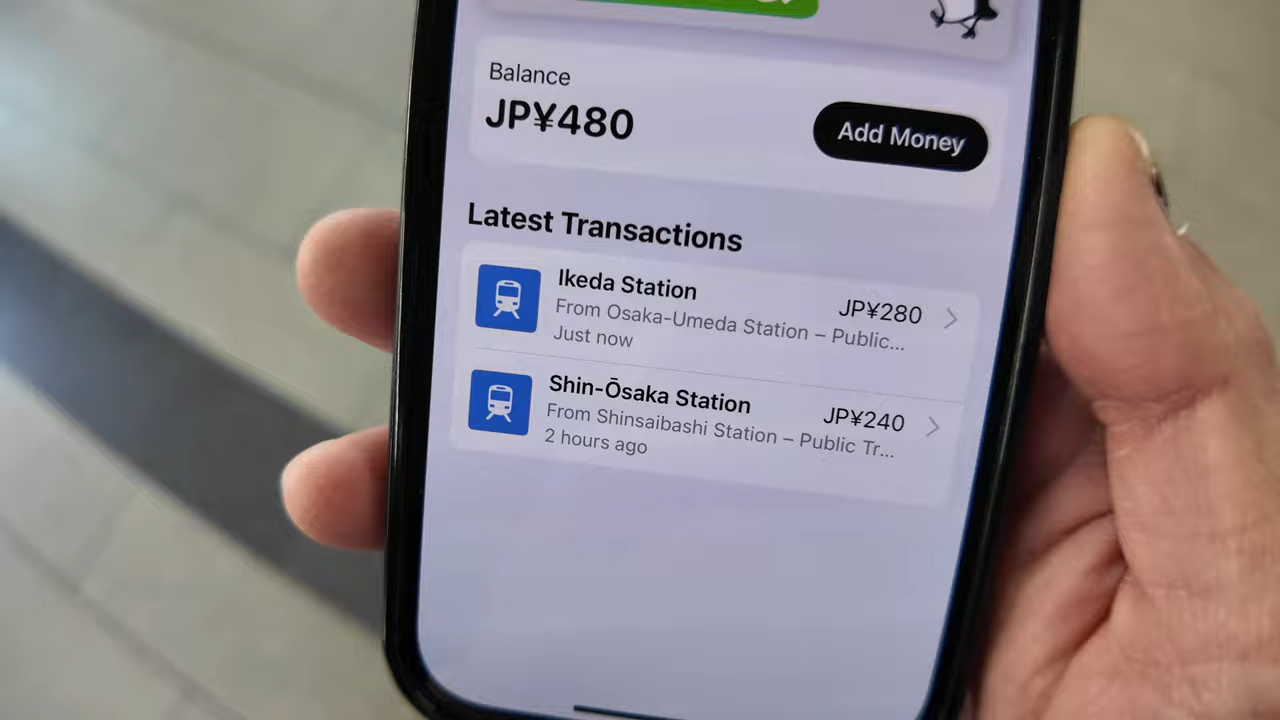 Balance
JP¥480
Add Money
Latest Transactions
Ikeda Station
JP¥280
From Osaka-Umeda Station – Public...
Just now
Shin-Ōsaka Station
JP¥240
From Shinsaibashi Station – Public Tr...
2 hours ago